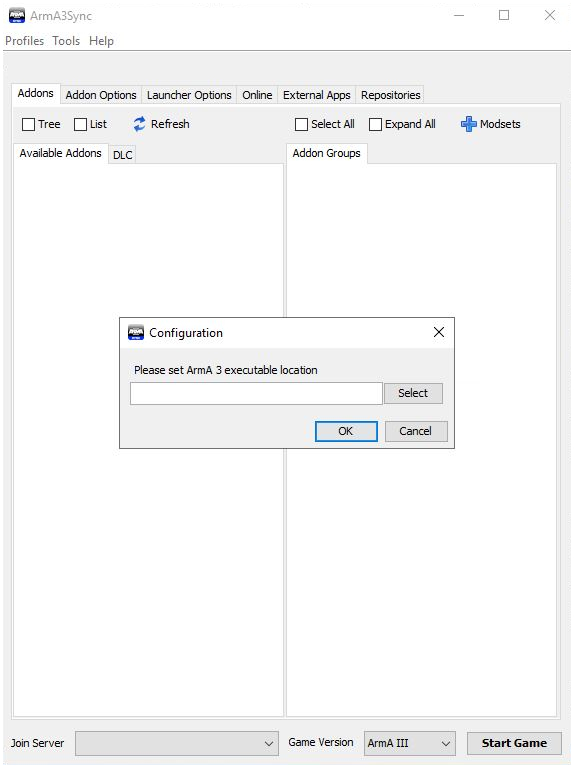 ArmA3Sync
Profiles Tools Help
Addons Addon Options Launcher Options Online External Apps Repositories
Tree List Refresh Select All Expand All Modsets
Available Addons DLC Addon Groups
Configuration
Please set ArmA 3 executable location
Select
OK Cancel
Join Server Game Version ArmA III Start Game